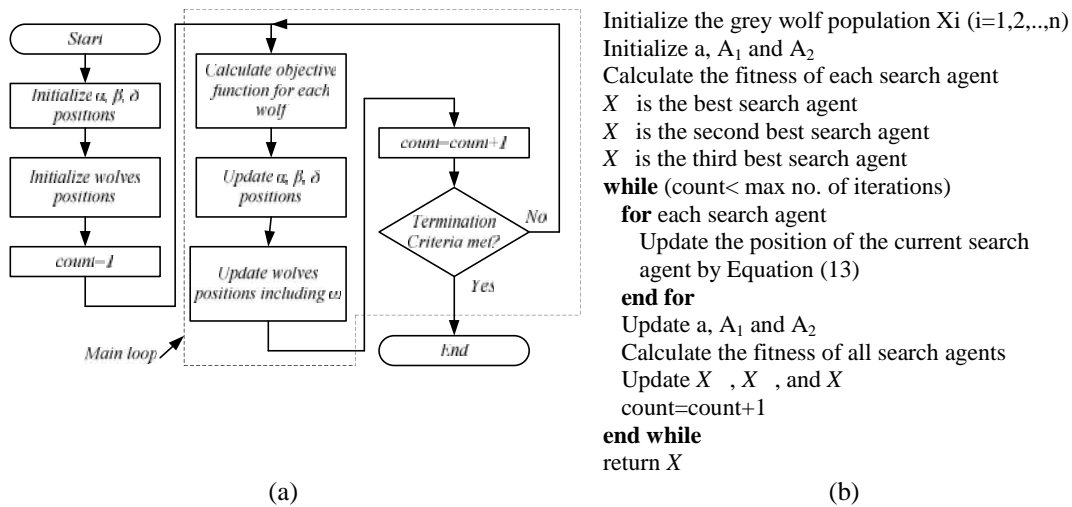 Start
Initialize α, β, δ
positions
Initialize wolves
positions
count=1
Main loop
Calculate objective
function for each
wolf
Update α, β, δ
positions
Update wolves
positions including ω
count=count+1
Termination
Criteria met?
No
Yes
End
(a)
Initialize the grey wolf population Xi (i=1,2,..,n)
Initialize a, A₁ and A₂
Calculate the fitness of each search agent
X is the best search agent
X is the second best search agent
X is the third best search agent
while (count< max no. of iterations)
for each search agent
Update the position of the current search
agent by Equation (13)
end for
Update a, A₁ and A₂
Calculate the fitness of all search agents
Update X , X , and X
count=count+1
end while
return X
(b)